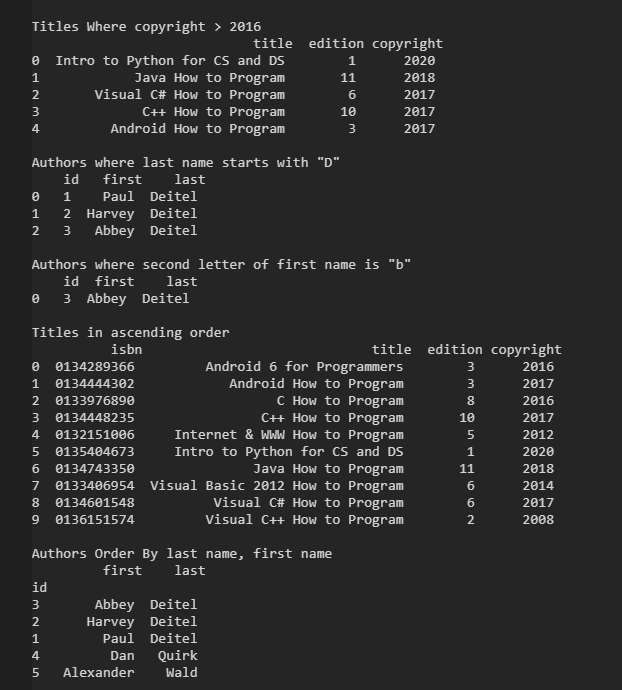 Titles Where copyright > 2016
                            title  edition copyright
0  Intro to Python for CS and DS        1      2020
1            Java How to Program       11      2018
2       Visual C# How to Program        6      2017
3             C++ How to Program       10      2017
4         Android How to Program        3      2017

Authors where last name starts with "D"
    id   first    last
0   1    Paul  Deitel
1   2  Harvey  Deitel
2   3   Abbey  Deitel

Authors where second letter of first name is "b"
    id  first    last
0   3  Abbey  Deitel

Titles in ascending order
          isbn                             title  edition copyright
0  0134289366         Android 6 for Programmers        3      2016
1  0134444302            Android How to Program        3      2017
2  0133976890                  C How to Program        8      2016
3  0134448235                C++ How to Program       10      2017
4  0132151006     Internet & WWW How to Program        5      2012
5  0135404673     Intro to Python for CS and DS        1      2020
6  0134743350               Java How to Program       11      2018
7  0133406954  Visual Basic 2012 How to Program        6      2014
8  0134601548          Visual C# How to Program        6      2017
9  0136151574         Visual C++ How to Program        2      2008

Authors Order By last name, first name
         first    last
id
3        Abbey  Deitel
2       Harvey  Deitel
1         Paul  Deitel
4          Dan   Quirk
5    Alexander    Wald